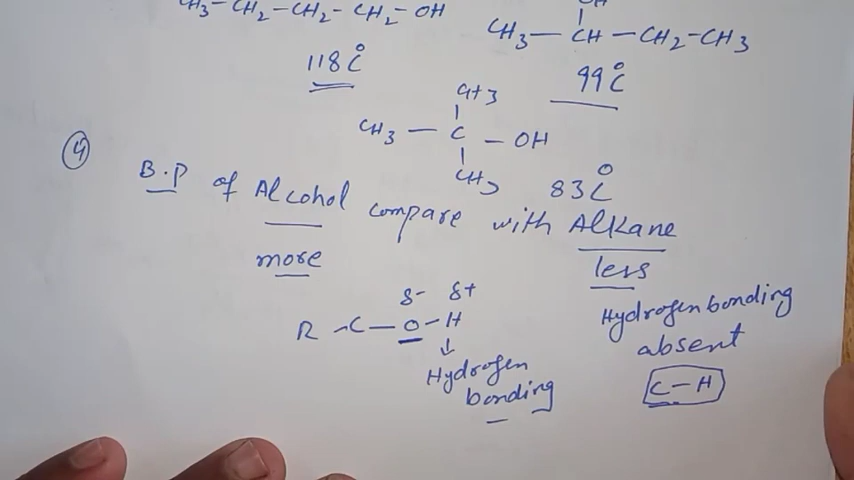 CH3-CH2-CH2-CH2-OH
OH
CH3-CH-CH2-CH3
118°C
99°C
CH3
CH3-C-OH
CH3
83°C
4
B.P of Alcohol compare with Alkane
more
less
δ- δ+
R-C-O-H
Hydrogen
bonding
Hydrogen bonding
absent
C-H